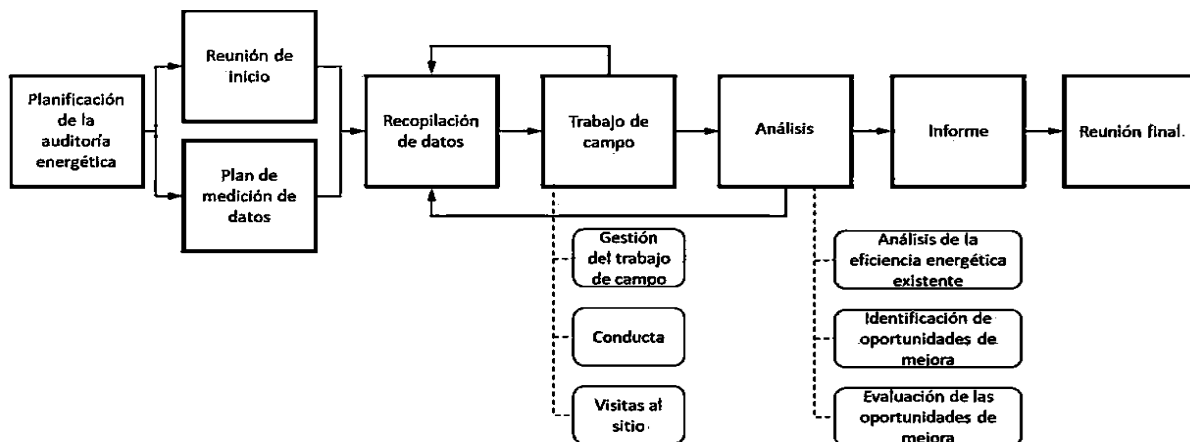 Planificación
de la
auditoría
energética
Reunión de
inicio
Plan de
medición de
datos
Recopilación
de datos
Trabajo de
campo
Análisis
Informe
Reunión final.
Gestión
del trabajo
de campo
Conducta
Visitas al
sitio
Análisis de la
eficiencia energética
existente
Identificación de
oportunidades de
mejora
Evaluación de las
oportunidades de
mejora